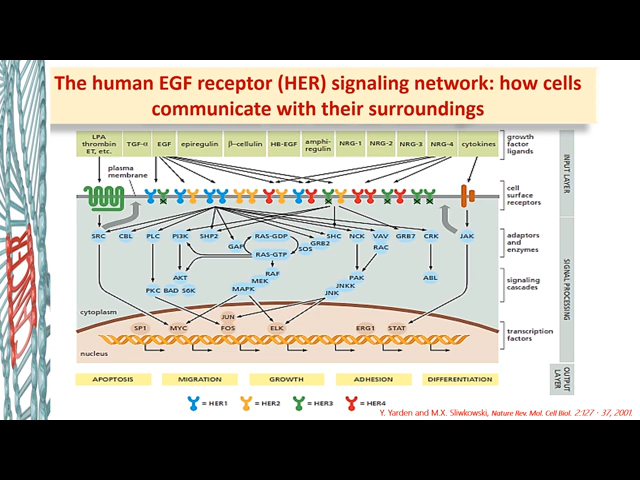 The human EGF receptor (HER) signaling network: how cells
communicate with their surroundings
LPA
thrombin
ET, etc.
TGF-α
EGF
epiregulin
β-cellulin
HB-EGF
amphi-
regulin
NRG-1
NRG-2
NRG-3
NRG-4
cytokines
growth
factor
ligands
INPUT LAYER
plasma
membrane
cell
surface
receptors
SRC
CBL
PLC
PI3K
SHP2
GAP
RAS-GDP
RAS-GTP
SOS
GRB2
SHC
NCK
VAV
RAC
GRB7
CRK
JAK
adaptors
and
enzymes
SIGNAL PROCESSING
AKT
PKC
BAD
S6K
RAF
MEK
MAPK
PAK
JNKK
JNK
ABL
signaling
cascades
cytoplasm
JUN
SP1
MYC
FOS
ELK
ERG1
STAT
transcription
factors
nucleus
APOPTOSIS
MIGRATION
GROWTH
ADHESION
DIFFERENTIATION
OUTPUT
LAYER
= HER1
= HER2
= HER3
= HER4
Y. Yarden and M.X. Sliwkowski, Nature Rev. Mol. Cell Biol. 2:127 - 37, 2001.
CANCER